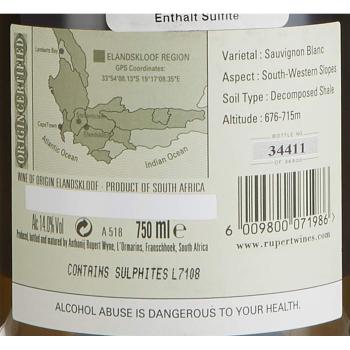 Enthält Sulfite
ORIGIN CERTIFIED
Lamberts Bay
ELANDSKLOOF REGION
GPS Coordinates:
33°54'08.13"S 19°17'08.35"E
CapeTown
Atlantic Ocean
Indian Ocean
WINE OF ORIGIN ELANDSKLOOF - PRODUCT OF SOUTH AFRICA
Varietal : Sauvignon Blanc
Aspect : South-Western Slopes
Soil Type : Decomposed Shale
Altitude : 676-715m
BOTTLE NO
34411
Alc 14.0% Vol
A 518
750 ml e
Produced, bottled and matured by Anthonij Rupert Wyne, L'Ormarins, Franschhoek, South Africa
CONTAINS SULPHITES L7108
6 009800 071986
www.rupertwines.com
ALCOHOL ABUSE IS DANGEROUS TO YOUR HEALTH.